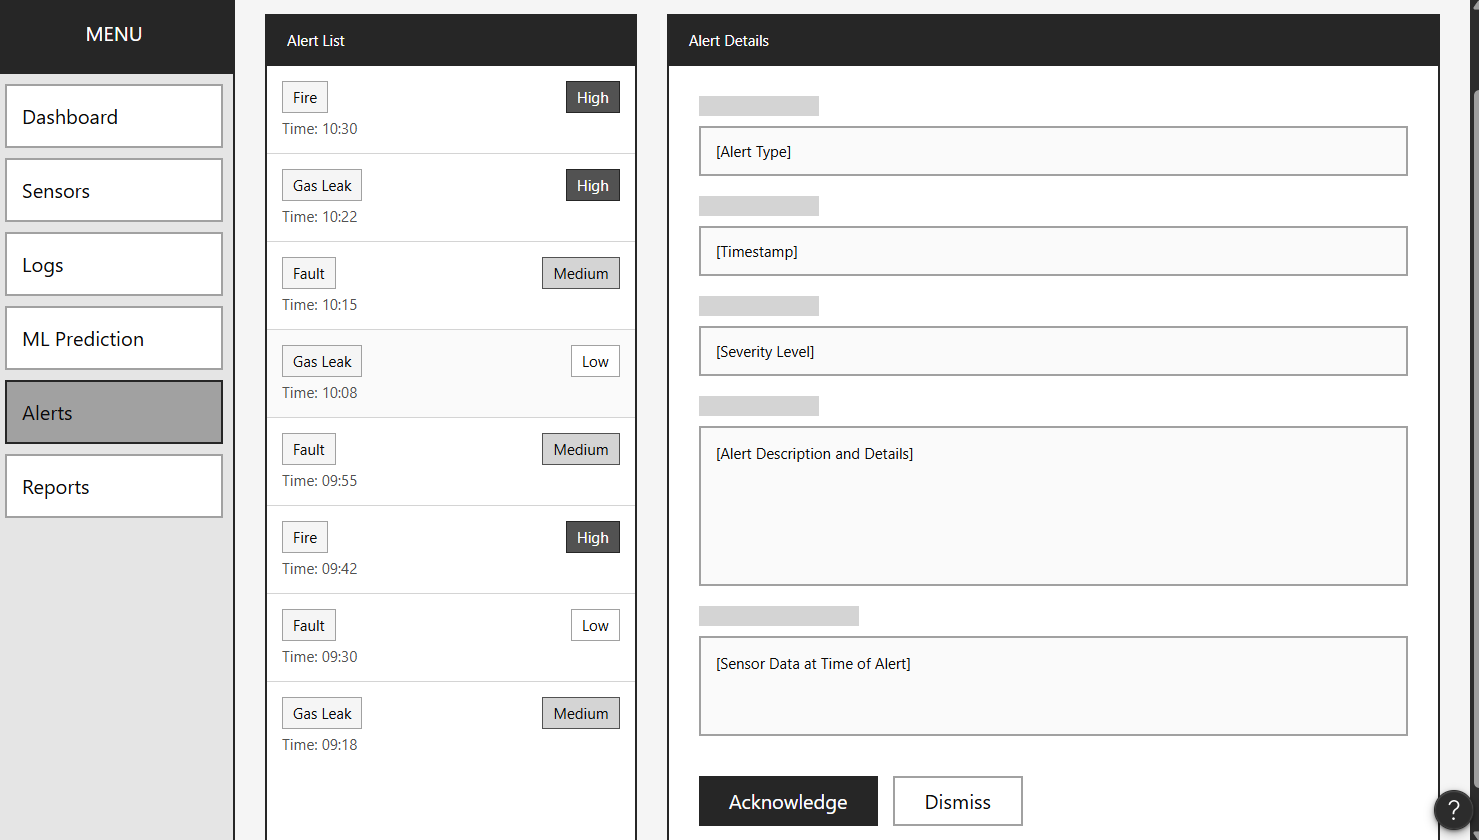 MENU
Dashboard
Sensors
Logs
ML Prediction
Alerts
Reports
Alert List
Fire
High
Time: 10:30
Gas Leak
High
Time: 10:22
Fault
Medium
Time: 10:15
Gas Leak
Low
Time: 10:08
Fault
Medium
Time: 09:55
Fire
High
Time: 09:42
Fault
Low
Time: 09:30
Gas Leak
Medium
Time: 09:18
Alert Details
[Alert Type]
[Timestamp]
[Severity Level]
[Alert Description and Details]
[Sensor Data at Time of Alert]
Acknowledge
Dismiss
?